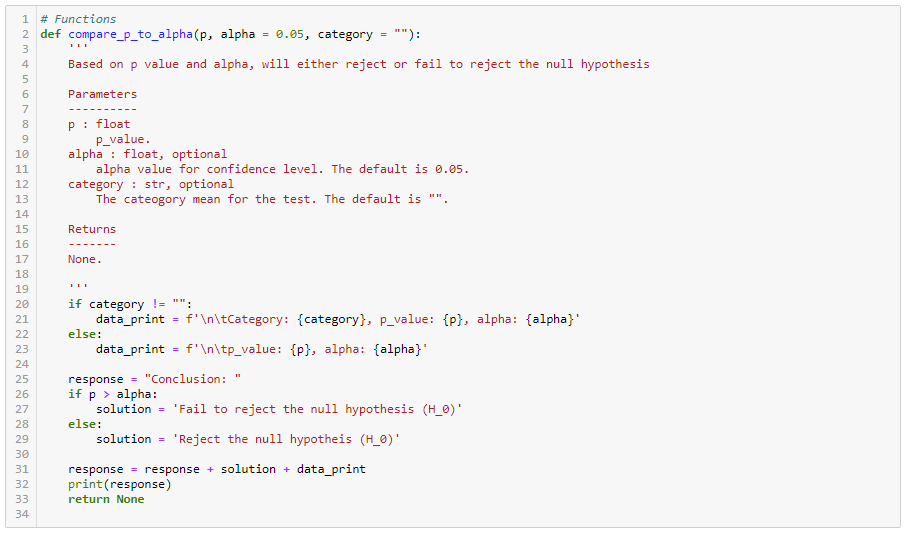 1 # Functions
2 def compare_p_to_alpha(p, alpha = 0.05, category = ""):
3     '''
4     Based on p value and alpha, will either reject or fail to reject the null hypothesis
5
6     Parameters
7     ----------
8     p : float
9         p_value.
10     alpha : float, optional
11         alpha value for confidence level. The default is 0.05.
12     category : str, optional
13         The cateogory mean for the test. The default is "".
14
15     Returns
16     -------
17     None.
18
19     '''
20     if category != "":
21         data_print = f'\n\tCategory: {category}, p_value: {p}, alpha: {alpha}'
22     else:
23         data_print = f'\n\tp_value: {p}, alpha: {alpha}'
24
25     response = "Conclusion: "
26     if p > alpha:
27         solution = 'Fail to reject the null hypothesis (H_0)'
28     else:
29         solution = 'Reject the null hypotheis (H_0)'
30
31     response = response + solution + data_print
32     print(response)
33     return None
34